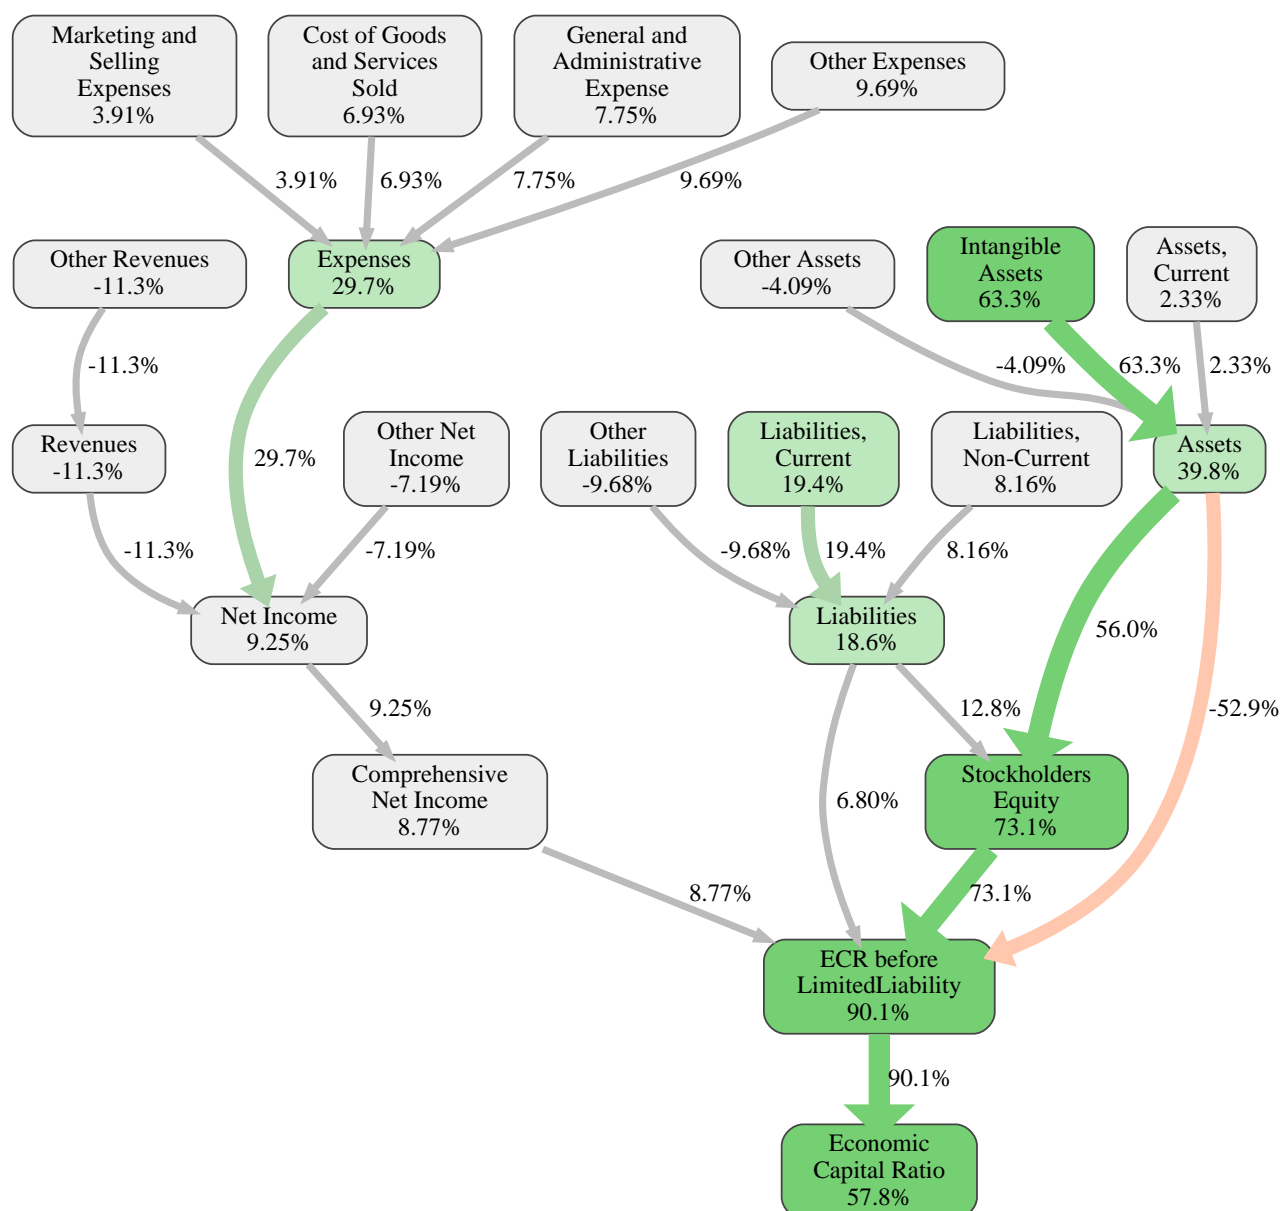 Marketing and
Selling
Expenses
3.91%
Cost of Goods
and Services
Sold
6.93%
General and
Administrative
Expense
7.75%
Other Expenses
9.69%
3.91%
6.93%
7.75%
9.69%
Other Revenues
-11.3%
Expenses
29.7%
Other Assets
-4.09%
Intangible
Assets
63.3%
Assets,
Current
2.33%
-11.3%
-4.09%
63.3%
2.33%
Revenues
-11.3%
29.7%
Other Net
Income
-7.19%
Other
Liabilities
-9.68%
Liabilities,
Current
19.4%
Liabilities,
Non-Current
8.16%
Assets
39.8%
-11.3%
-7.19%
-9.68%
19.4%
8.16%
Net Income
9.25%
Liabilities
18.6%
56.0%
9.25%
12.8%
-52.9%
Comprehensive
Net Income
8.77%
6.80%
Stockholders
Equity
73.1%
8.77%
73.1%
ECR before
LimitedLiability
90.1%
90.1%
Economic
Capital Ratio
57.8%